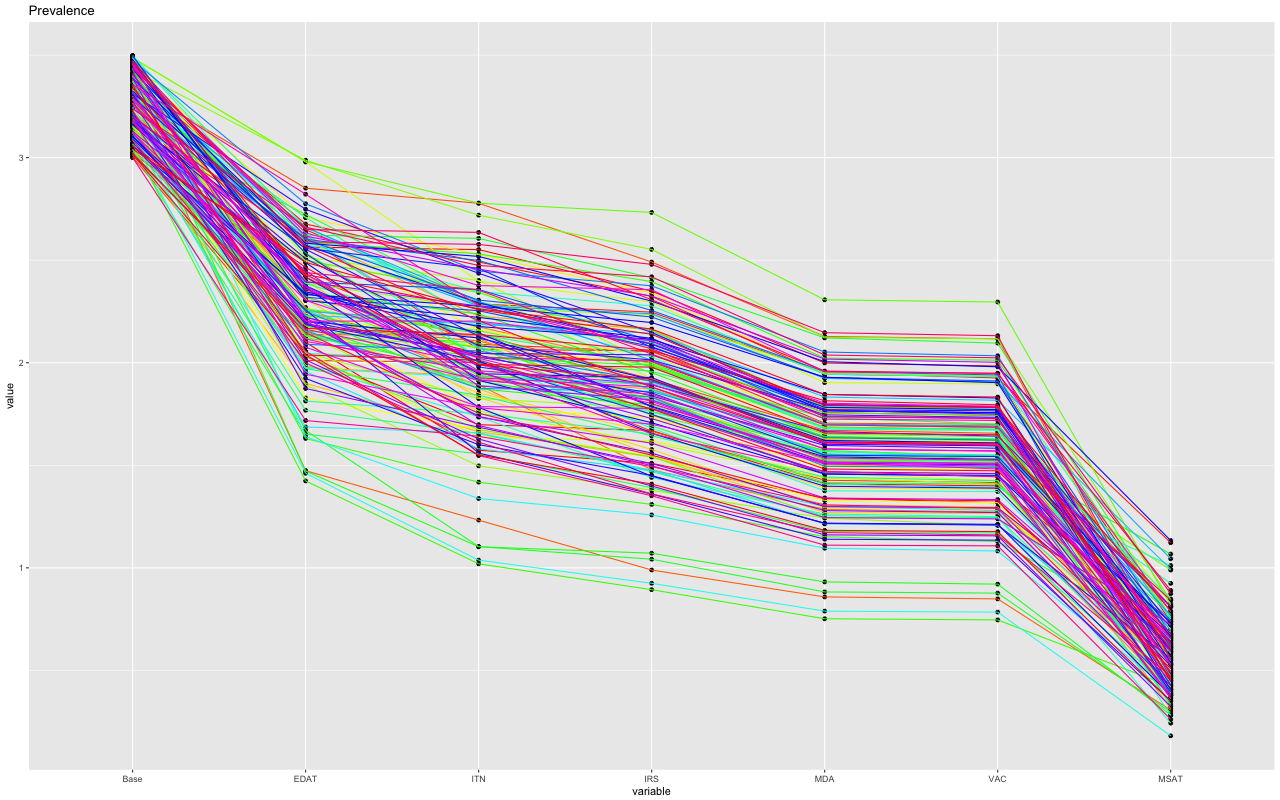 Prevalence
value
3
2
1
Base EDAT ITN IRS MDA VAC MSAT
variable